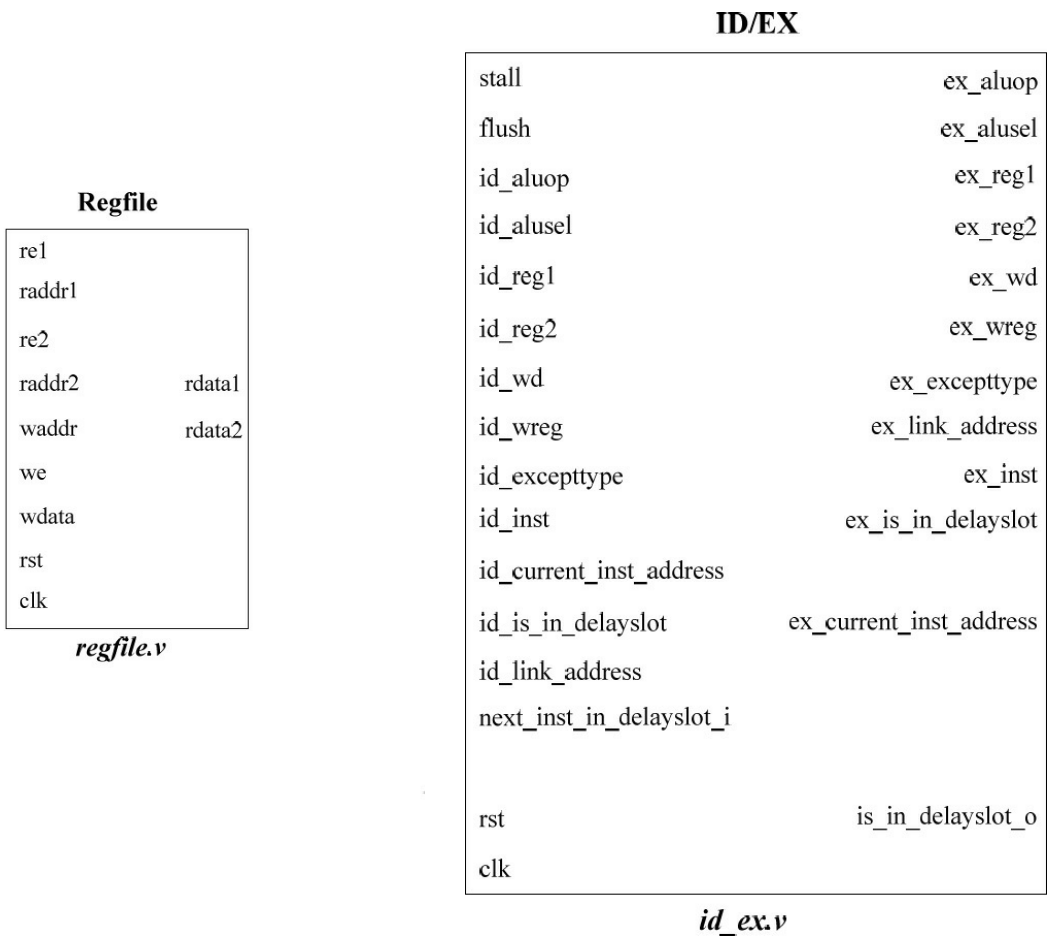 Regfile
re1
raddr1
re2
raddr2 rdata1
waddr rdata2
we
wdata
rst
clk
regfile.v
ID/EX
stall ex_aluop
flush ex_alusel
id_aluop ex_reg1
id_alusel ex_reg2
id_reg1 ex_wd
id_reg2 ex_wreg
id_wd ex_excepttype
id_wreg ex_link_address
id_excepttype ex_inst
id_inst ex_is_in_delayslot
id_current_inst_address
id_is_in_delayslot ex_current_inst_address
id_link_address
next_inst_in_delayslot_i
rst is_in_delayslot_o
clk
id_ex.v